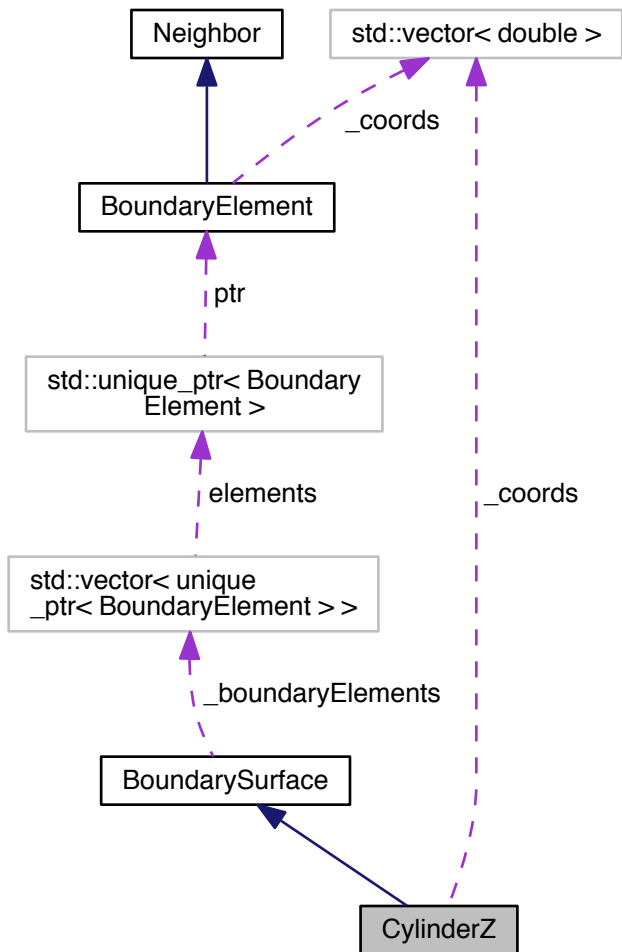 Neighbor
std::vector< double >
_coords
BoundaryElement
ptr
std::unique_ptr< Boundary
Element >
elements
_coords
std::vector< unique
_ptr< BoundaryElement > >
_boundaryElements
BoundarySurface
CylinderZ